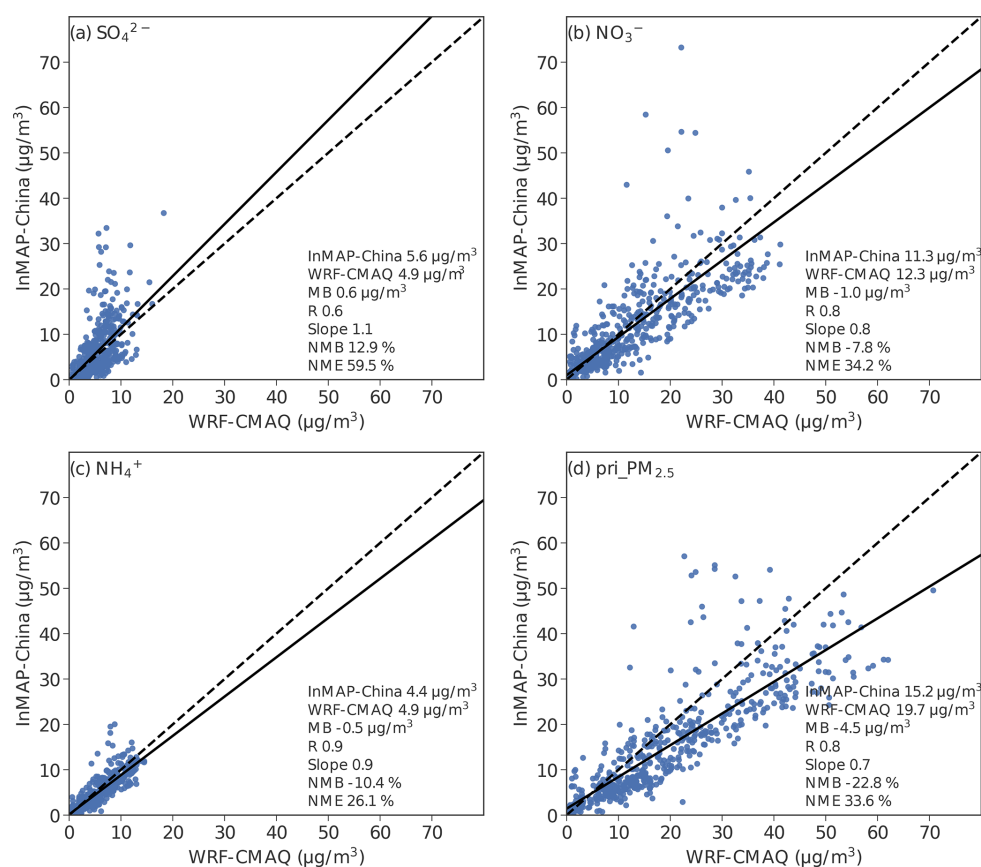 (a) SO₄²⁻
70
60
50
40
30
20
10
0
InMAP-China (μg/m³)
InMAP-China 5.6 μg/m³
WRF-CMAQ 4.9 μg/m³
MB 0.6 μg/m³
R 0.6
Slope 1.1
NMB 12.9 %
NME 59.5 %
0 10 20 30 40 50 60 70
WRF-CMAQ (μg/m³)
(b) NO₃⁻
70
60
50
40
30
20
10
0
InMAP-China (μg/m³)
InMAP-China 11.3 μg/m³
WRF-CMAQ 12.3 μg/m³
MB -1.0 μg/m³
R 0.8
Slope 0.8
NMB -7.8 %
NME 34.2 %
0 10 20 30 40 50 60 70
WRF-CMAQ (μg/m³)
(c) NH₄⁺
70
60
50
40
30
20
10
0
InMAP-China (μg/m³)
InMAP-China 4.4 μg/m³
WRF-CMAQ 4.9 μg/m³
MB -0.5 μg/m³
R 0.9
Slope 0.9
NMB -10.4 %
NME 26.1 %
0 10 20 30 40 50 60 70
WRF-CMAQ (μg/m³)
(d) pri_PM₂.₅
70
60
50
40
30
20
10
0
InMAP-China (μg/m³)
InMAP-China 15.2 μg/m³
WRF-CMAQ 19.7 μg/m³
MB -4.5 μg/m³
R 0.8
Slope 0.7
NMB -22.8 %
NME 33.6 %
0 10 20 30 40 50 60 70
WRF-CMAQ (μg/m³)